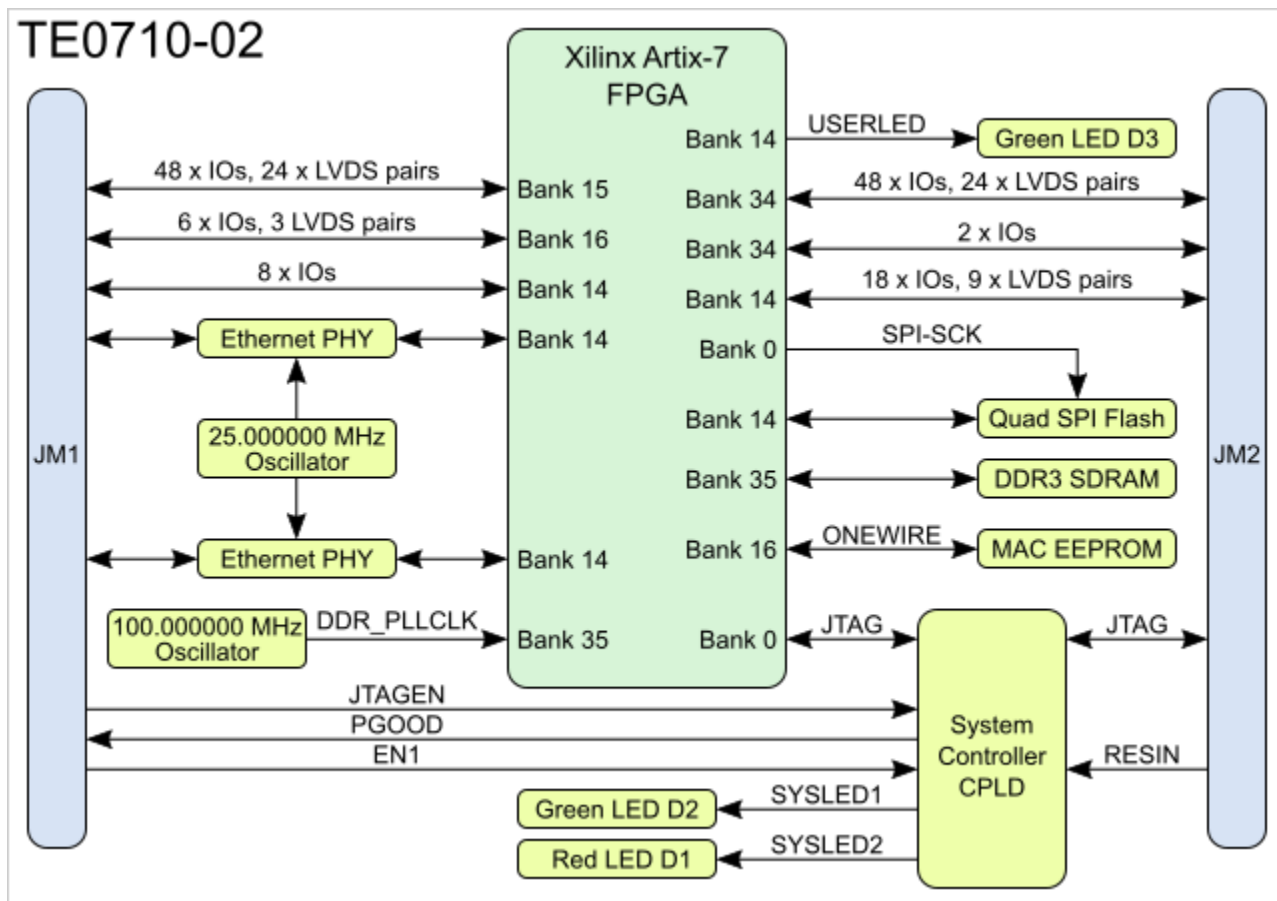 TE0710-02
Xilinx Artix-7
FPGA
Bank 14
USERLED
Green LED D3
48 x IOs, 24 x LVDS pairs
Bank 15
Bank 34
48 x IOs, 24 x LVDS pairs
6 x IOs, 3 LVDS pairs
Bank 16
Bank 34
2 x IOs
8 x IOs
Bank 14
Bank 14
18 x IOs, 9 x LVDS pairs
Ethernet PHY
Bank 14
Bank 0
SPI-SCK
Bank 14
Quad SPI Flash
25.000000 MHz
Oscillator
JM1
JM2
Bank 35
DDR3 SDRAM
Ethernet PHY
Bank 14
Bank 16
ONEWIRE
MAC EEPROM
100.000000 MHz
Oscillator
DDR_PLLCLK
Bank 35
Bank 0
JTAG
JTAG
JTAGEN
PGOOD
EN1
System
Controller
CPLD
RESIN
Green LED D2
SYSLED1
Red LED D1
SYSLED2